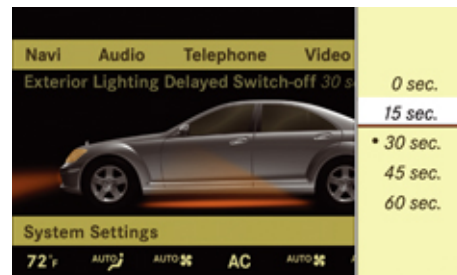 Navi Audio Telephone Video
Exterior Lighting Delayed Switch-off 30 s
0 sec.
15 sec.
• 30 sec.
45 sec.
60 sec.
System Settings
72°F AUTO AUTO AC AUTO